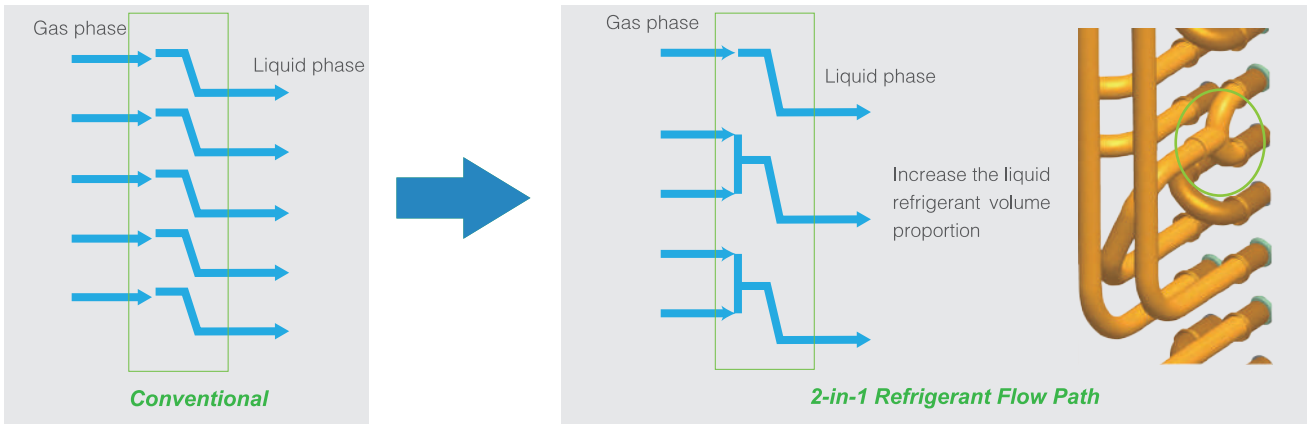 Gas phase
Liquid phase
Conventional
Gas phase
Liquid phase
Increase the liquid
refrigerant volume
proportion
2-in-1 Refrigerant Flow Path